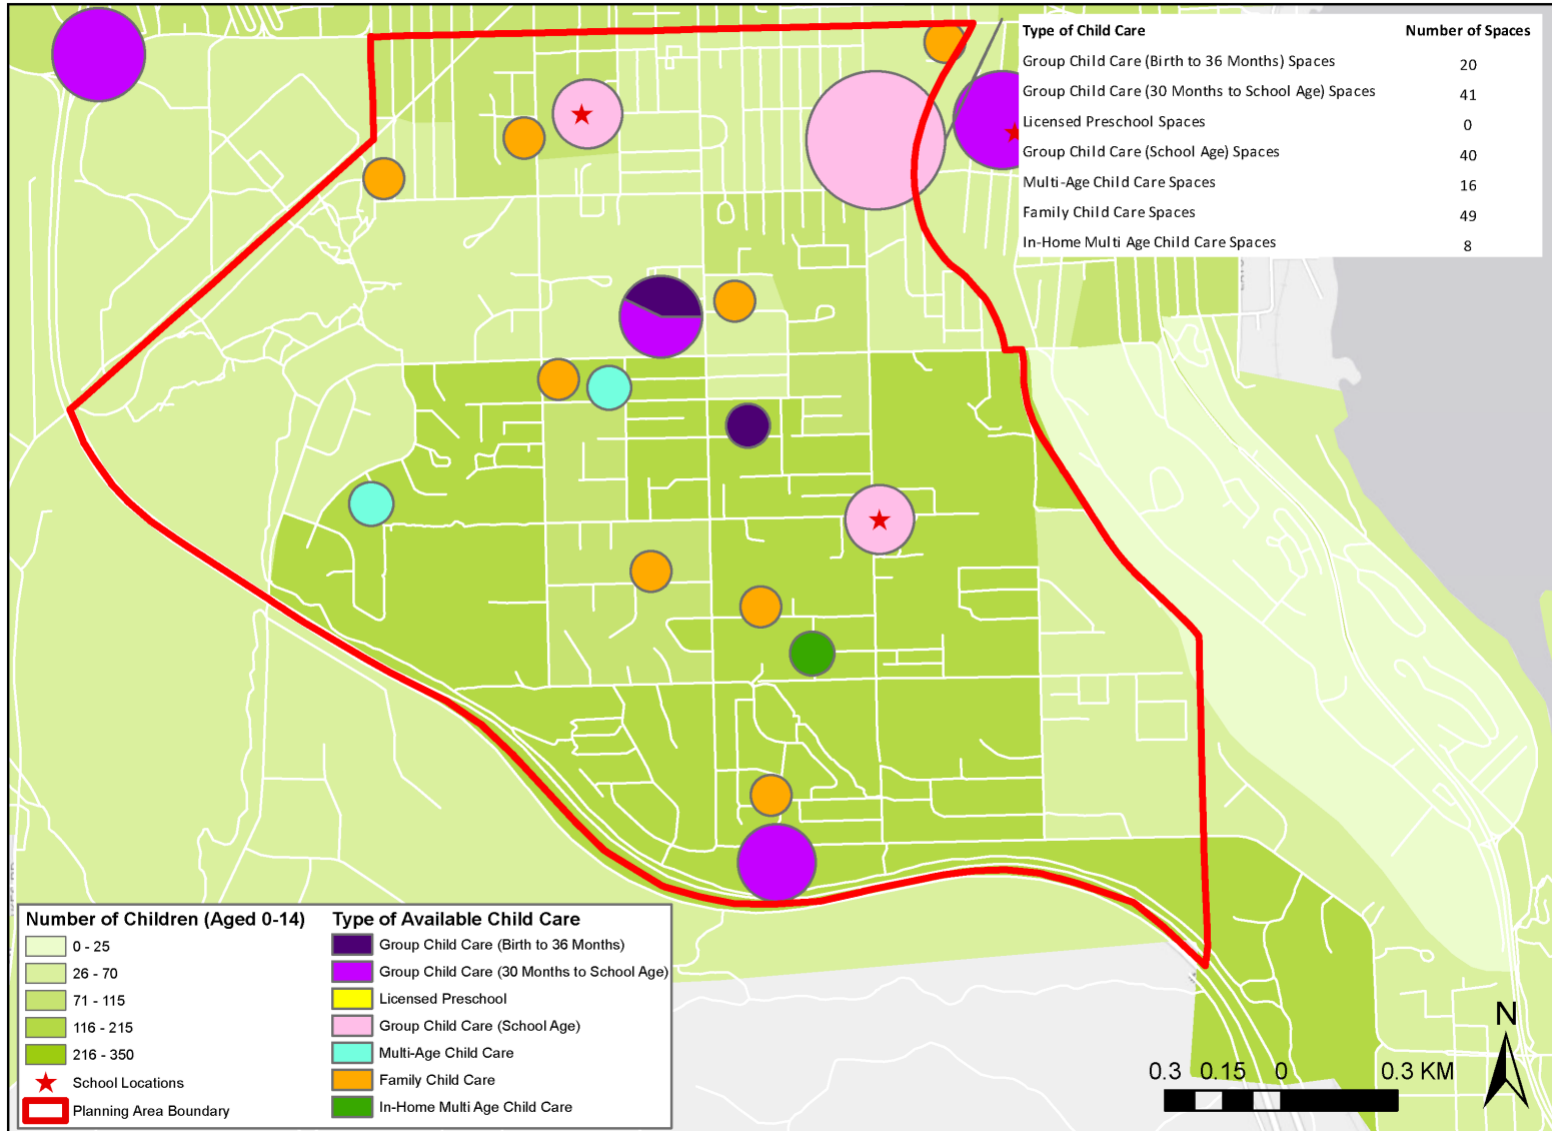 Type of Child Care Number of Spaces
Group Child Care (Birth to 36 Months) Spaces 20
Group Child Care (30 Months to School Age) Spaces 41
Licensed Preschool Spaces 0
Group Child Care (School Age) Spaces 40
Multi-Age Child Care Spaces 16
Family Child Care Spaces 49
In-Home Multi Age Child Care Spaces 8
Number of Children (Aged 0-14)
0 - 25
26 - 70
71 - 115
116 - 215
216 - 350
School Locations
Planning Area Boundary
Type of Available Child Care
Group Child Care (Birth to 36 Months)
Group Child Care (30 Months to School Age)
Licensed Preschool
Group Child Care (School Age)
Multi-Age Child Care
Family Child Care
In-Home Multi Age Child Care
N
0.3 0.15 0 0.3 KM